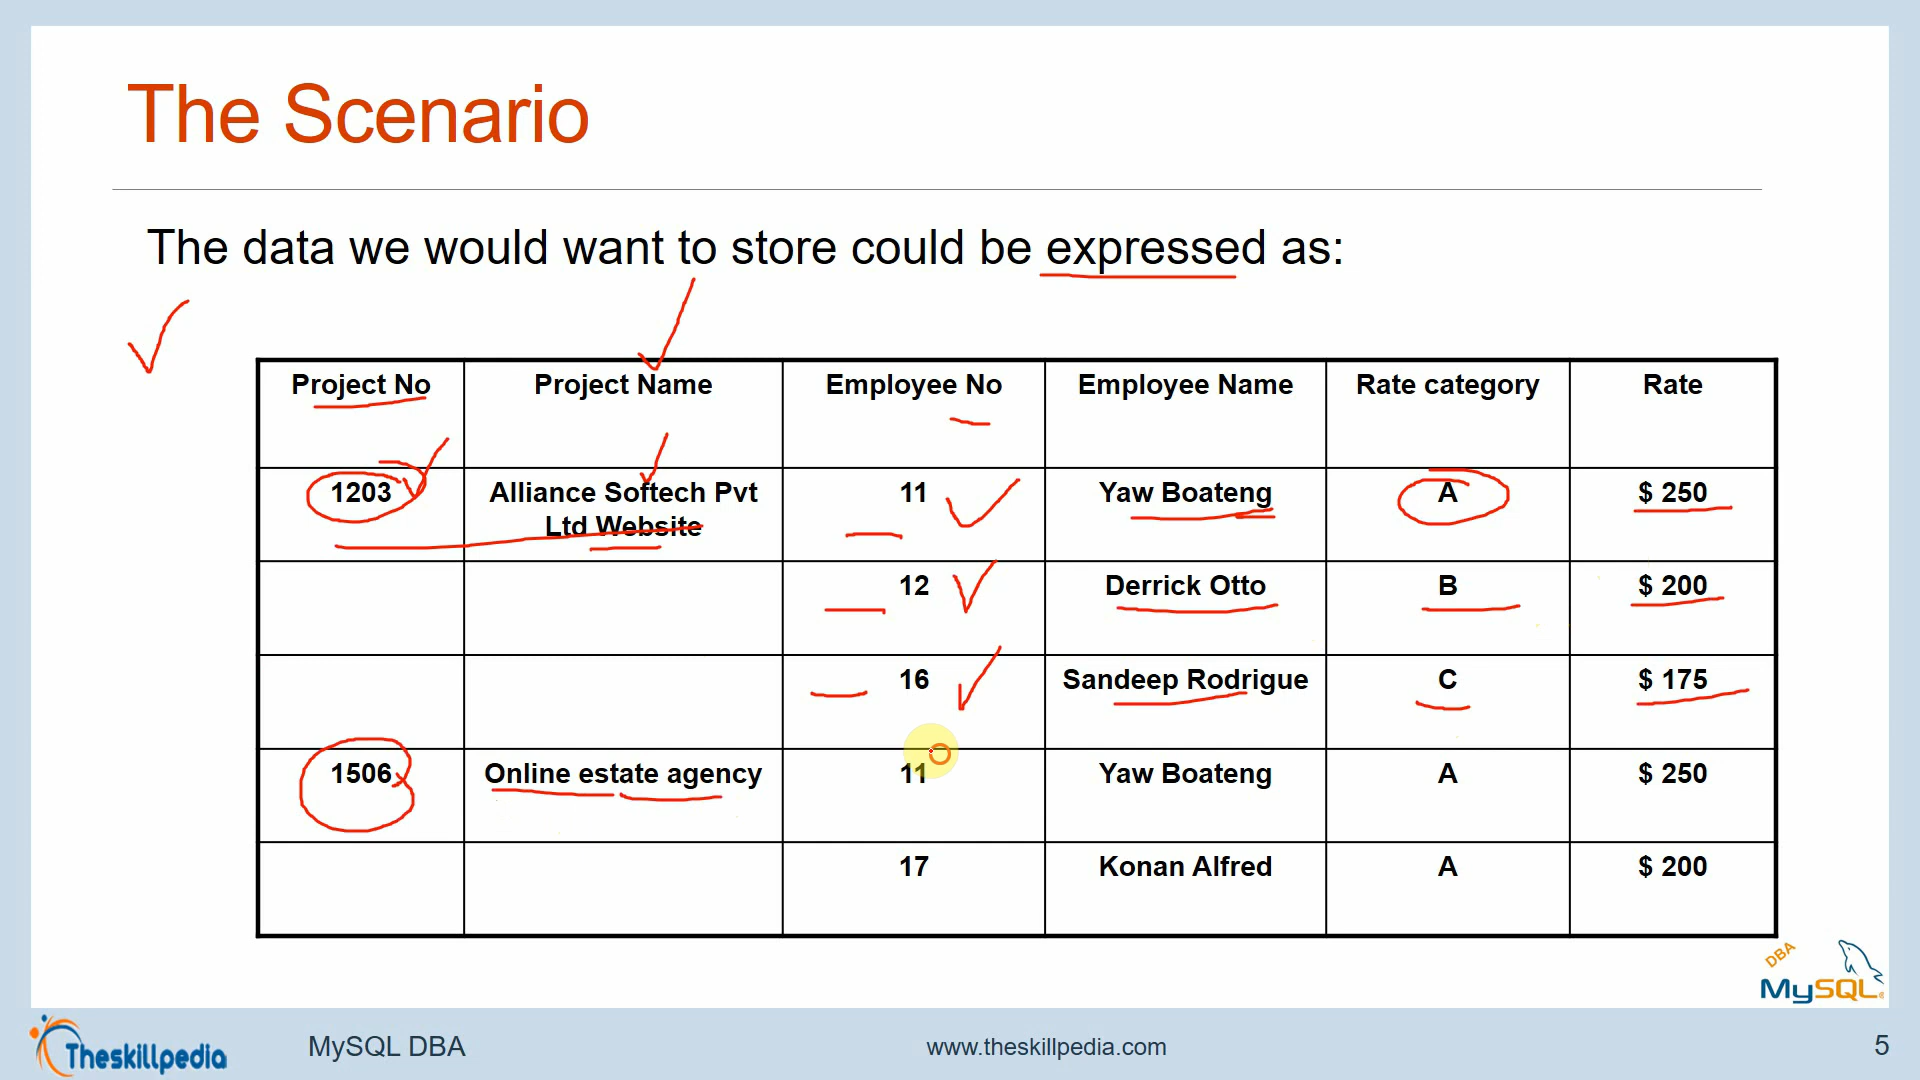 The Scenario
The data we would want to store could be expressed as:
Project No Project Name Employee No Employee Name Rate category Rate
1203 Alliance Softech Pvt 11 Yaw Boateng A $ 250
Ltd Website
12 Derrick Otto B $ 200
16 Sandeep Rodrigue C $ 175
1506 Online estate agency 11 Yaw Boateng A $ 250
17 Konan Alfred A $ 200
DBA
MySQL
Theskillpedia MySQL DBA www.theskillpedia.com 5